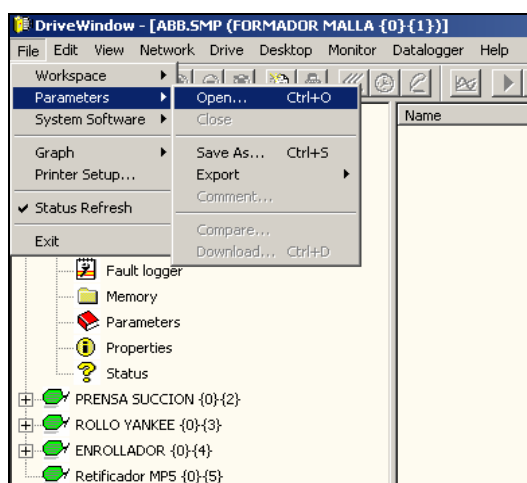 DriveWindow - [ABB.SMP (FORMADOR MALLA {0}{1})]
File Edit View Network Drive Desktop Monitor Datalogger Help
Workspace
Parameters
System Software
Graph
Printer Setup...
Status Refresh
Exit
Open... Ctrl+O
Close
Save As... Ctrl+S
Export
Comment...
Compare...
Download... Ctrl+D
Name
Fault logger
Memory
Parameters
Properties
Status
PRENSA SUCCION {0}{2}
ROLLO YANKEE {0}{3}
ENROLLADOR {0}{4}
Retificador MP5 {0}{5}